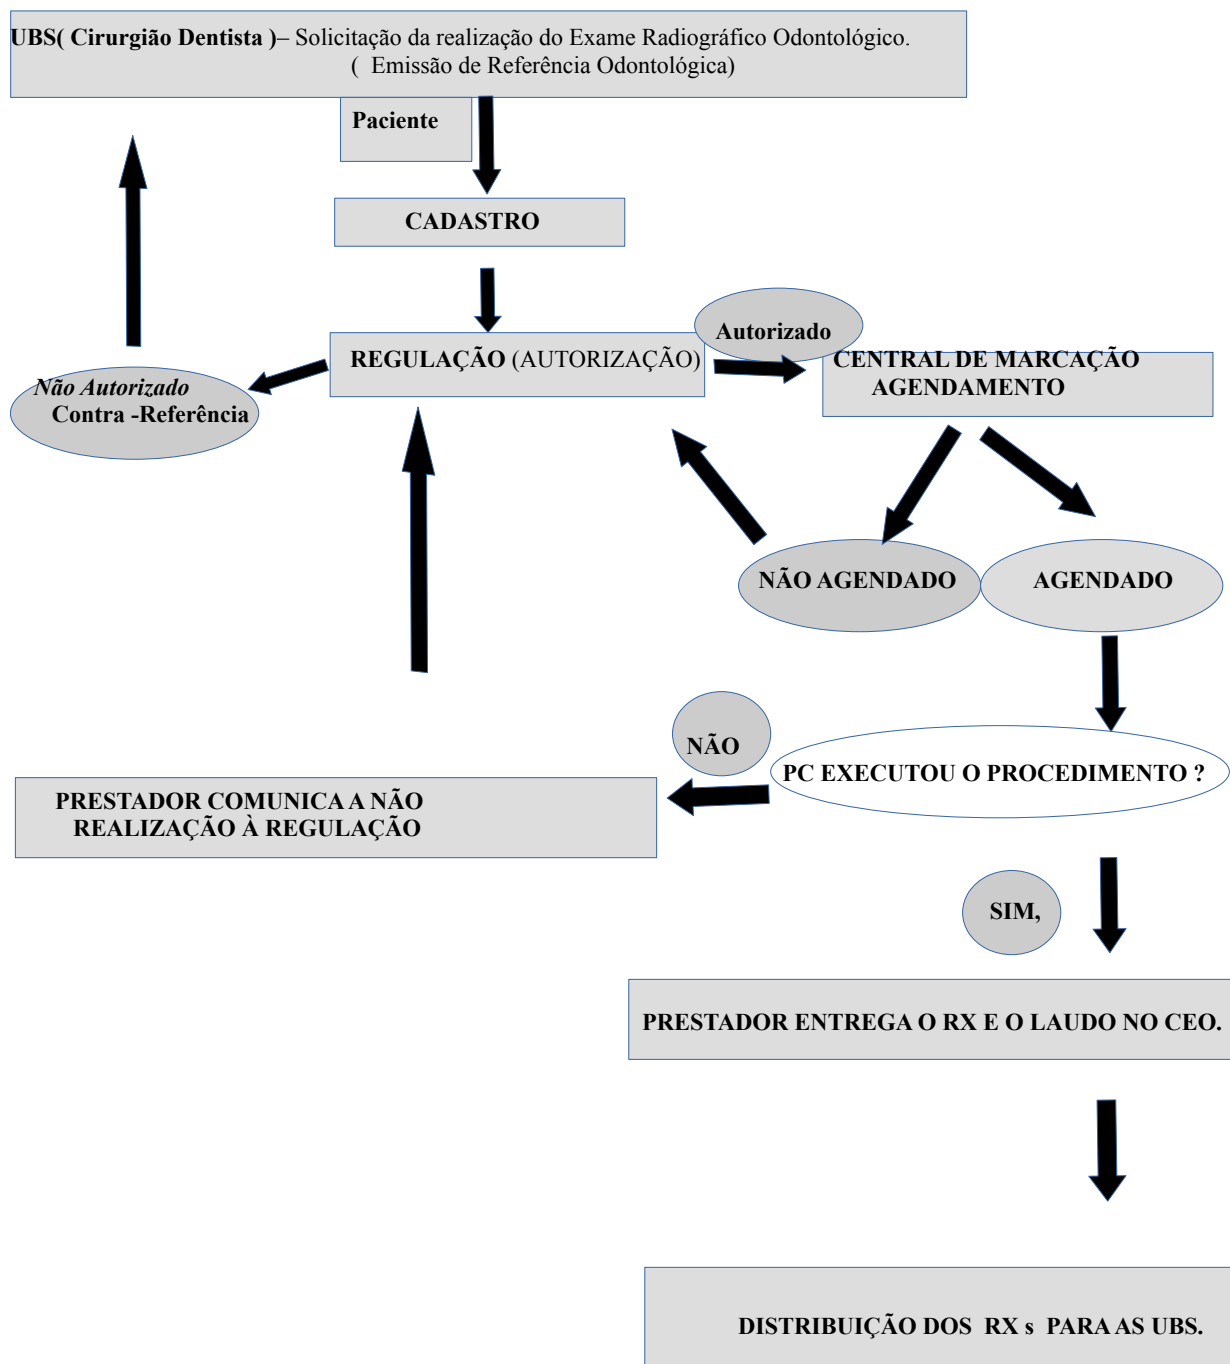 UBS( Cirurgião Dentista )– Solicitação da realização do Exame Radiográfico Odontológico.
( Emissão de Referência Odontológica)
Paciente
CADASTRO
Autorizado
REGULAÇÃO (AUTORIZAÇÃO)
CENTRAL DE MARCAÇÃO
AGENDAMENTO
Não Autorizado
Contra -Referência
NÃO AGENDADO
AGENDADO
NÃO
PC EXECUTOU O PROCEDIMENTO ?
PRESTADOR COMUNICA A NÃO
REALIZAÇÃO À REGULAÇÃO
SIM,
PRESTADOR ENTREGA O RX E O LAUDO NO CEO.
DISTRIBUIÇÃO DOS RX s PARA AS UBS.